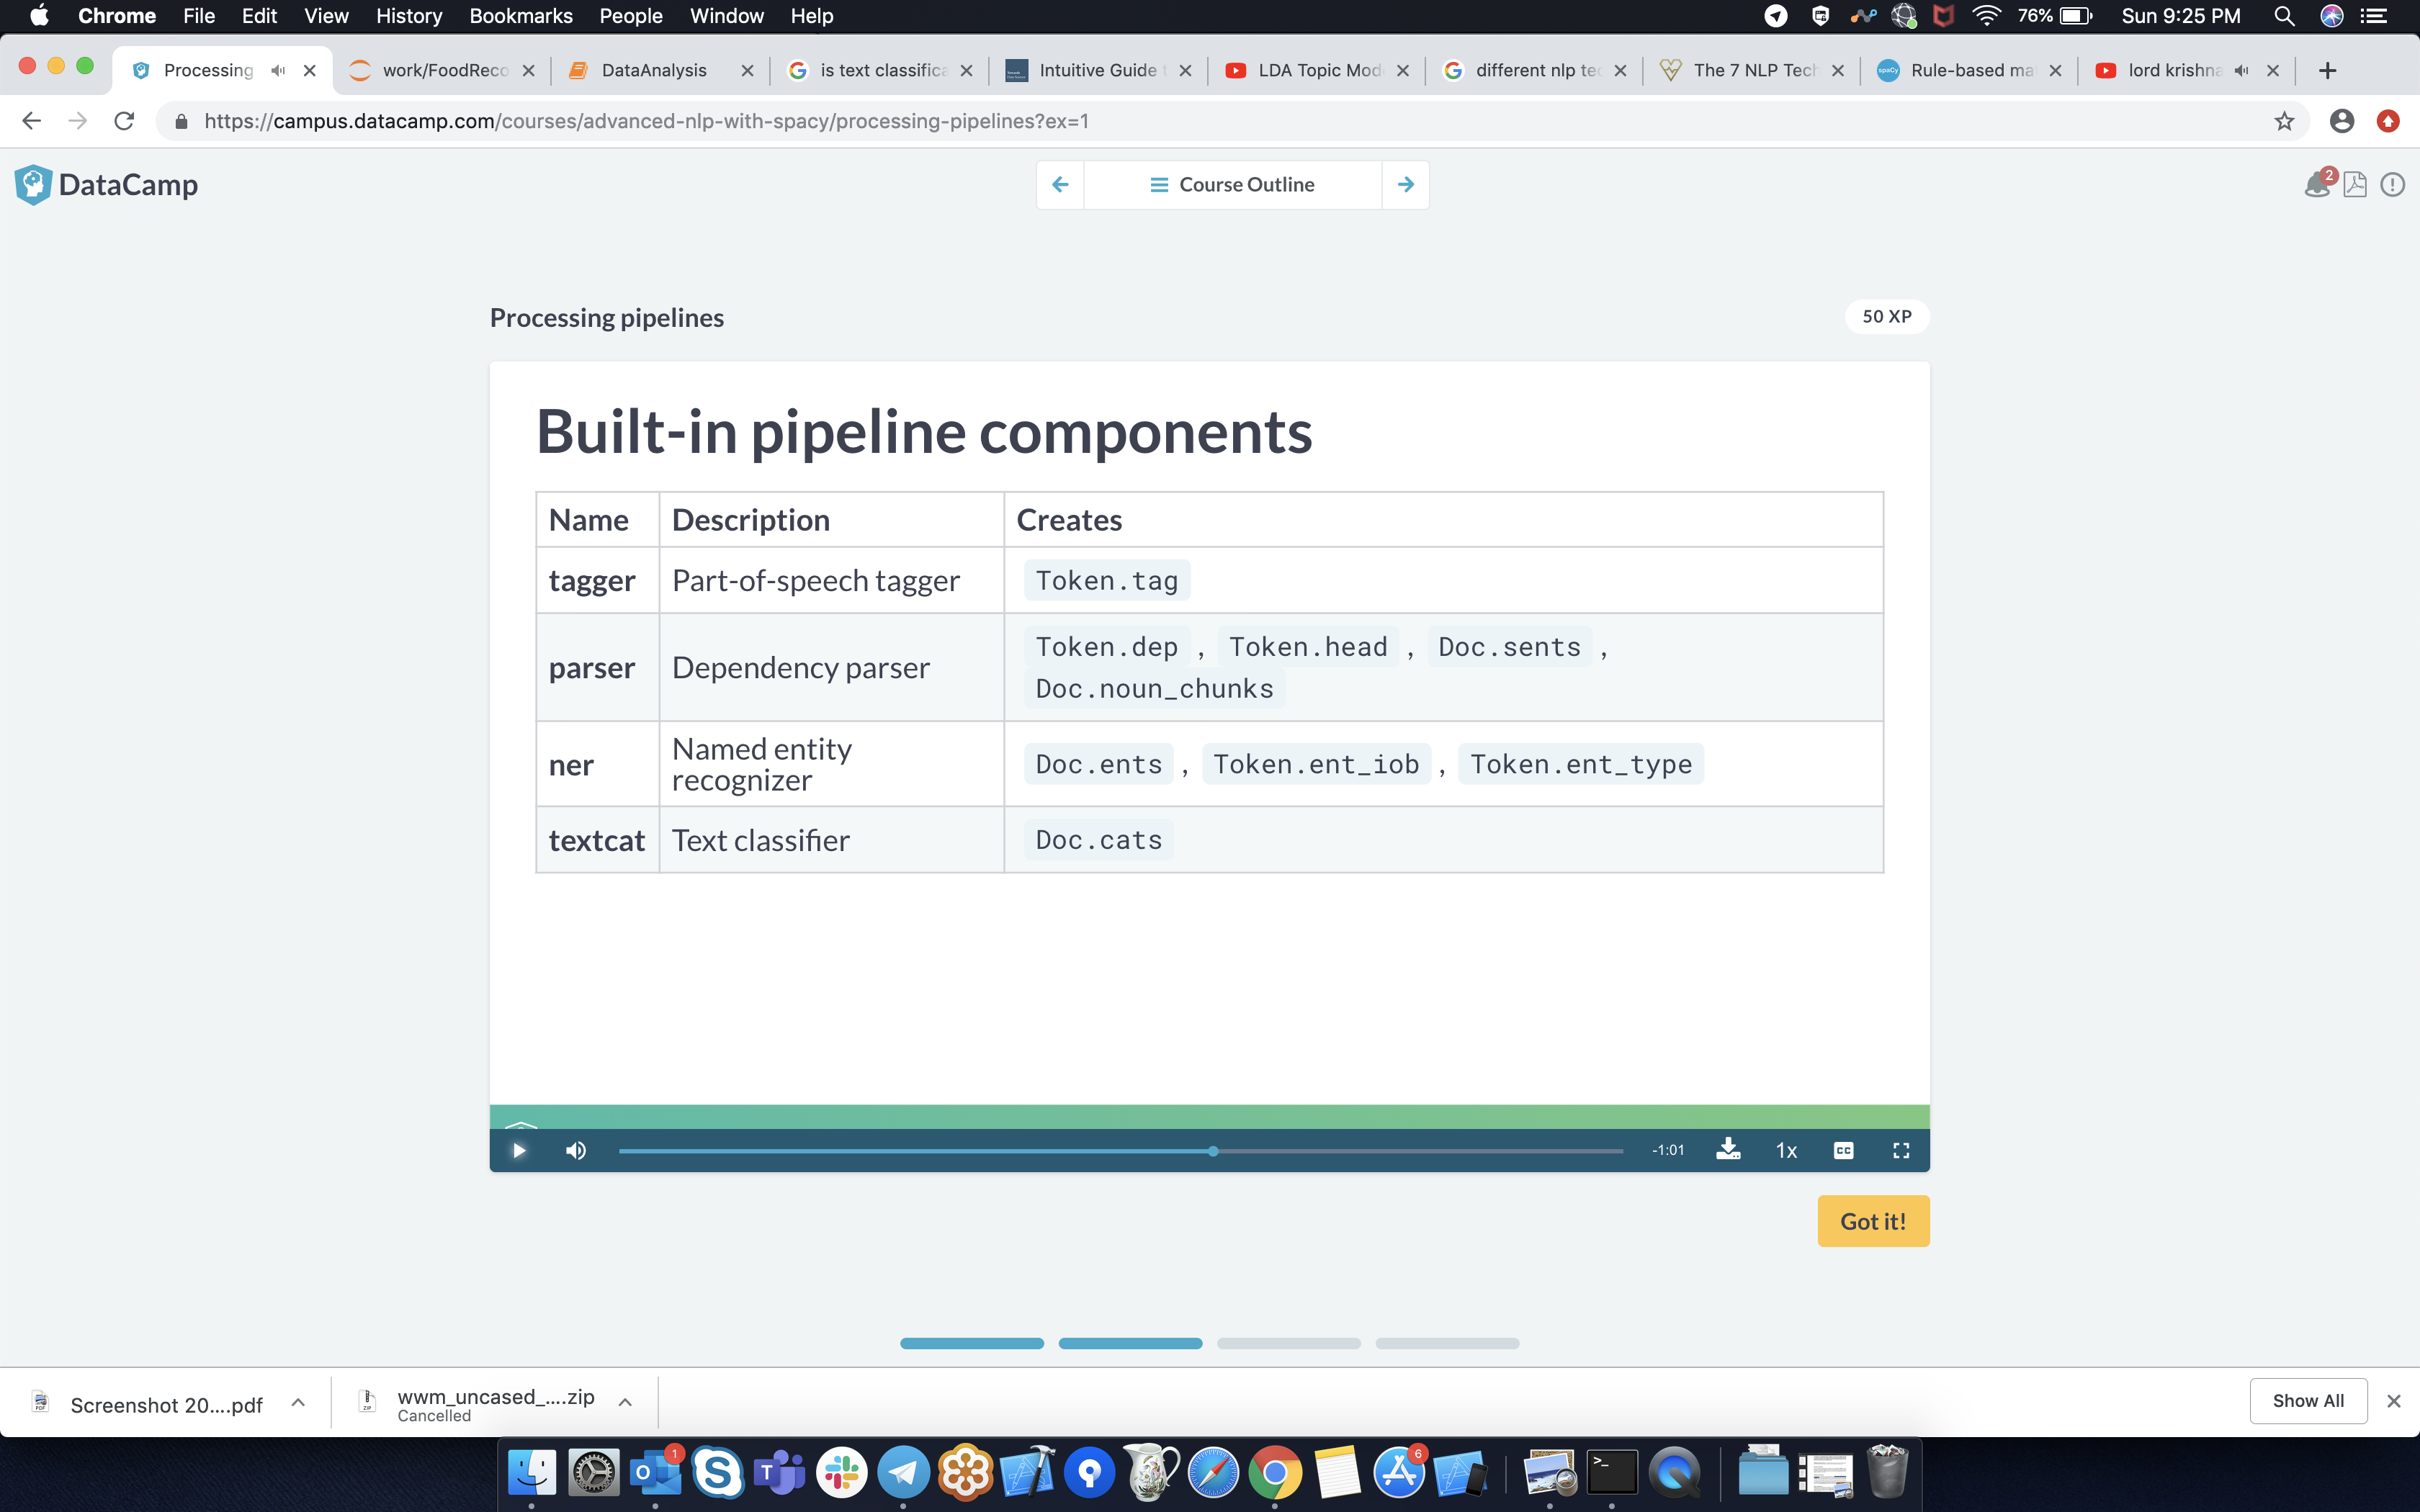 Chrome File Edit View History Bookmarks People Window Help 76% Sun 9:25 PM
Processing work/FoodReco DataAnalysis is text classifica Intuitive Guide LDA Topic Mod different nlp tec The 7 NLP Tech spaCy Rule-based ma lord krishna
https://campus.datacamp.com/courses/advanced-nlp-with-spacy/processing-pipelines?ex=1
DataCamp Course Outline 2
Processing pipelines 50 XP
Built-in pipeline components
Name Description Creates
tagger Part-of-speech tagger Token.tag
parser Dependency parser Token.dep , Token.head , Doc.sents ,
Doc.noun_chunks
ner Named entity
recognizer Doc.ents , Token.ent_iob , Token.ent_type
textcat Text classifier Doc.cats
-1:01 1x CC
Got it!
Screenshot 20....pdf wwm_uncased_....zip Show All
Cancelled
1 6